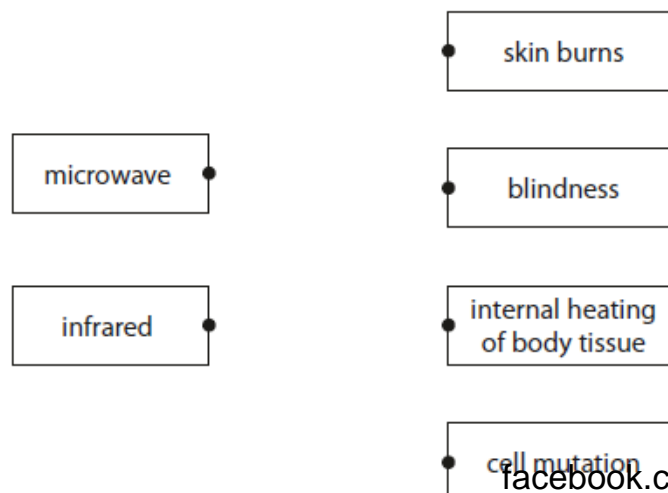 skin burns
microwave
blindness
infrared
internal heating
of body tissue
cell mutation
facebook.c